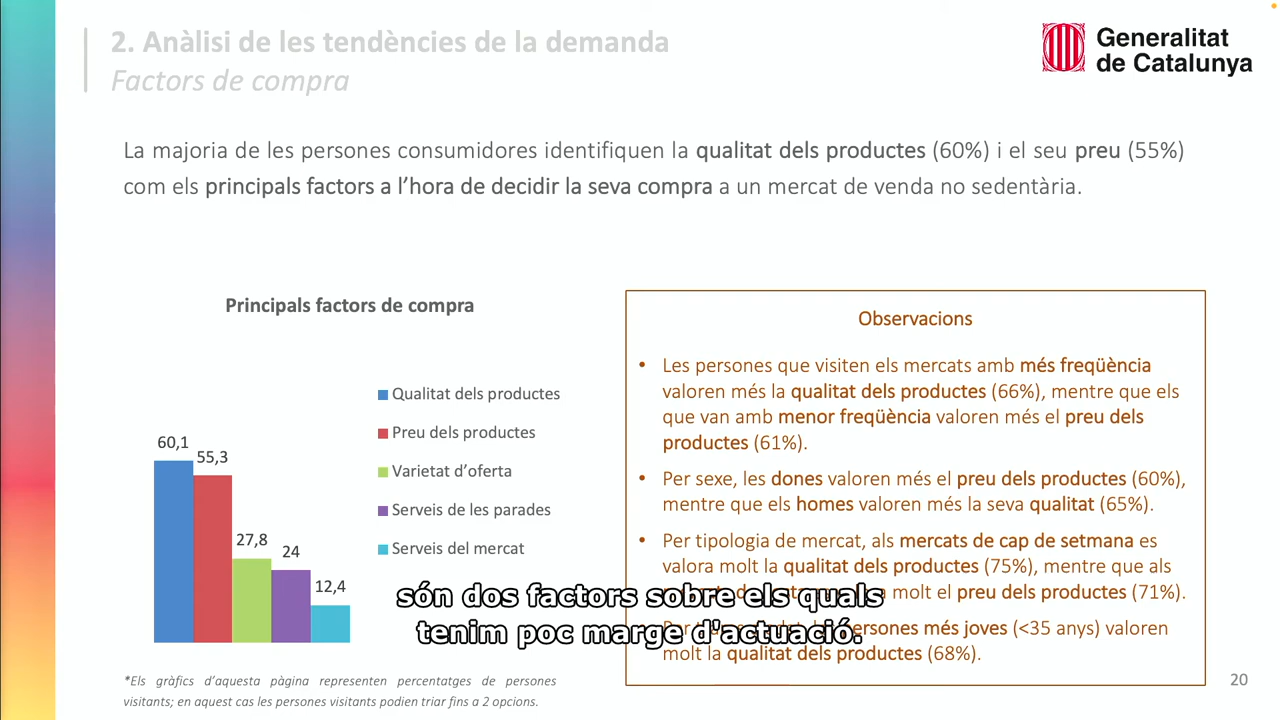 2. Anàlisi de les tendències de la demanda
Factors de compra
Generalitat
de Catalunya
La majoria de les persones consumidores identifiquen la qualitat dels productes (60%) i el seu preu (55%)
com els principals factors a l’hora de decidir la seva compra a un mercat de venda no sedentària.
Principals factors de compra
60,1
55,3
27,8
24
12,4
Qualitat dels productes
Preu dels productes
Varietat d’oferta
Serveis de les parades
Serveis del mercat
*Els gràfics d’aquesta pàgina representen percentatges de persones
visitants; en aquest cas les persones visitants podien triar fins a 2 opcions.
Observacions
• Les persones que visiten els mercats amb més freqüència
valoren més la qualitat dels productes (66%), mentre que els
que van amb menor freqüència valoren més el preu dels
productes (61%).
• Per sexe, les dones valoren més el preu dels productes (60%),
mentre que els homes valoren més la seva qualitat (65%).
• Per tipologia de mercat, als mercats de cap de setmana es
valora molt la qualitat dels productes (75%), mentre que als
molt el preu dels productes (71%).
persones més joves (<35 anys) valoren
molt la qualitat dels productes (68%).
són dos factors sobre els quals
tenim poc marge d'actuació.
20